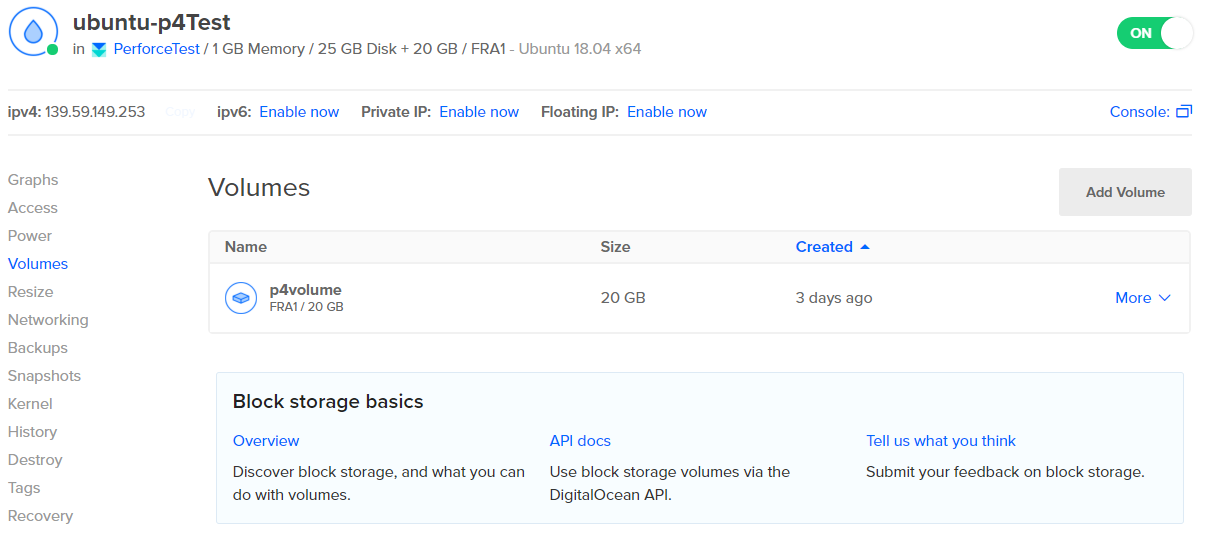 ubuntu-p4Test
in PerforceTest / 1 GB Memory / 25 GB Disk + 20 GB / FRA1 - Ubuntu 18.04 x64
ON
ipv4: 139.59.149.253 Copy ipv6: Enable now Private IP: Enable now Floating IP: Enable now Console:
Graphs
Access
Power
Volumes
Resize
Networking
Backups
Snapshots
Kernel
History
Destroy
Tags
Recovery
Volumes
Add Volume
Name Size Created
p4volume
FRA1 / 20 GB
20 GB 3 days ago More
Block storage basics
Overview
Discover block storage, and what you can
do with volumes.
API docs
Use block storage volumes via the
DigitalOcean API.
Tell us what you think
Submit your feedback on block storage.